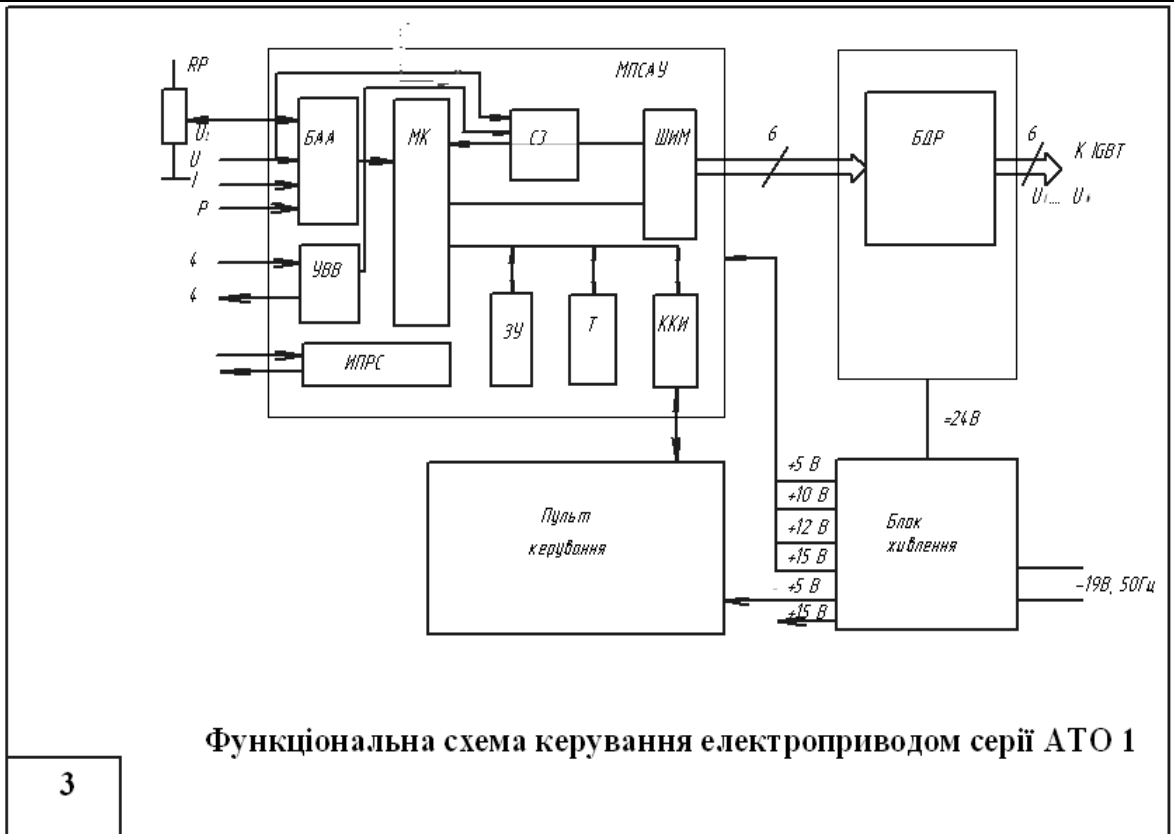 RP
МПСАУ
БАА
МК
СЗ
ШИМ
6
БДР
6
К IGBT
U
I
P
4
УВВ
4
ЗУ
Т
ККИ
ИПРС
=24В
+5 В
+10 В
+12 В
+15 В
+5 В
+15 В
Пульт
керування
Блок
живлення
~19В, 50Гц
Функціональна схема керування електроприводом серії АТО 1
3